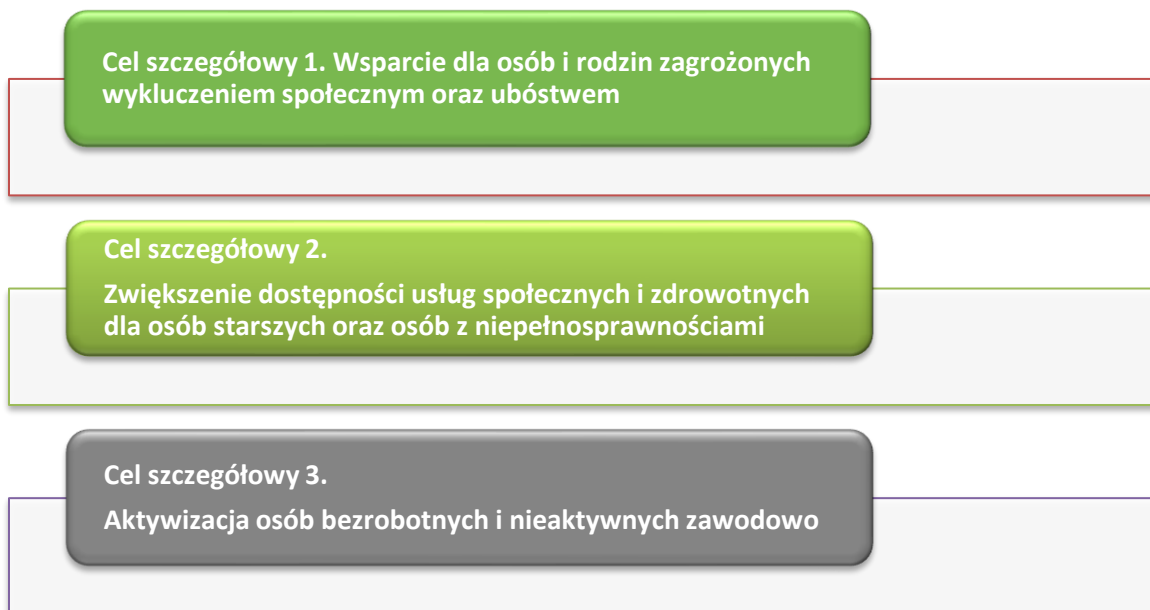 Cel szczegółowy 1. Wsparcie dla osób i rodzin zagrożonych
wykluczeniem społecznym oraz ubóstwem
Cel szczegółowy 2.
Zwiększenie dostępności usług społecznych i zdrowotnych
dla osób starszych oraz osób z niepełnosprawnościami
Cel szczegółowy 3.
Aktywizacja osób bezrobotnych i nieaktywnych zawodowo